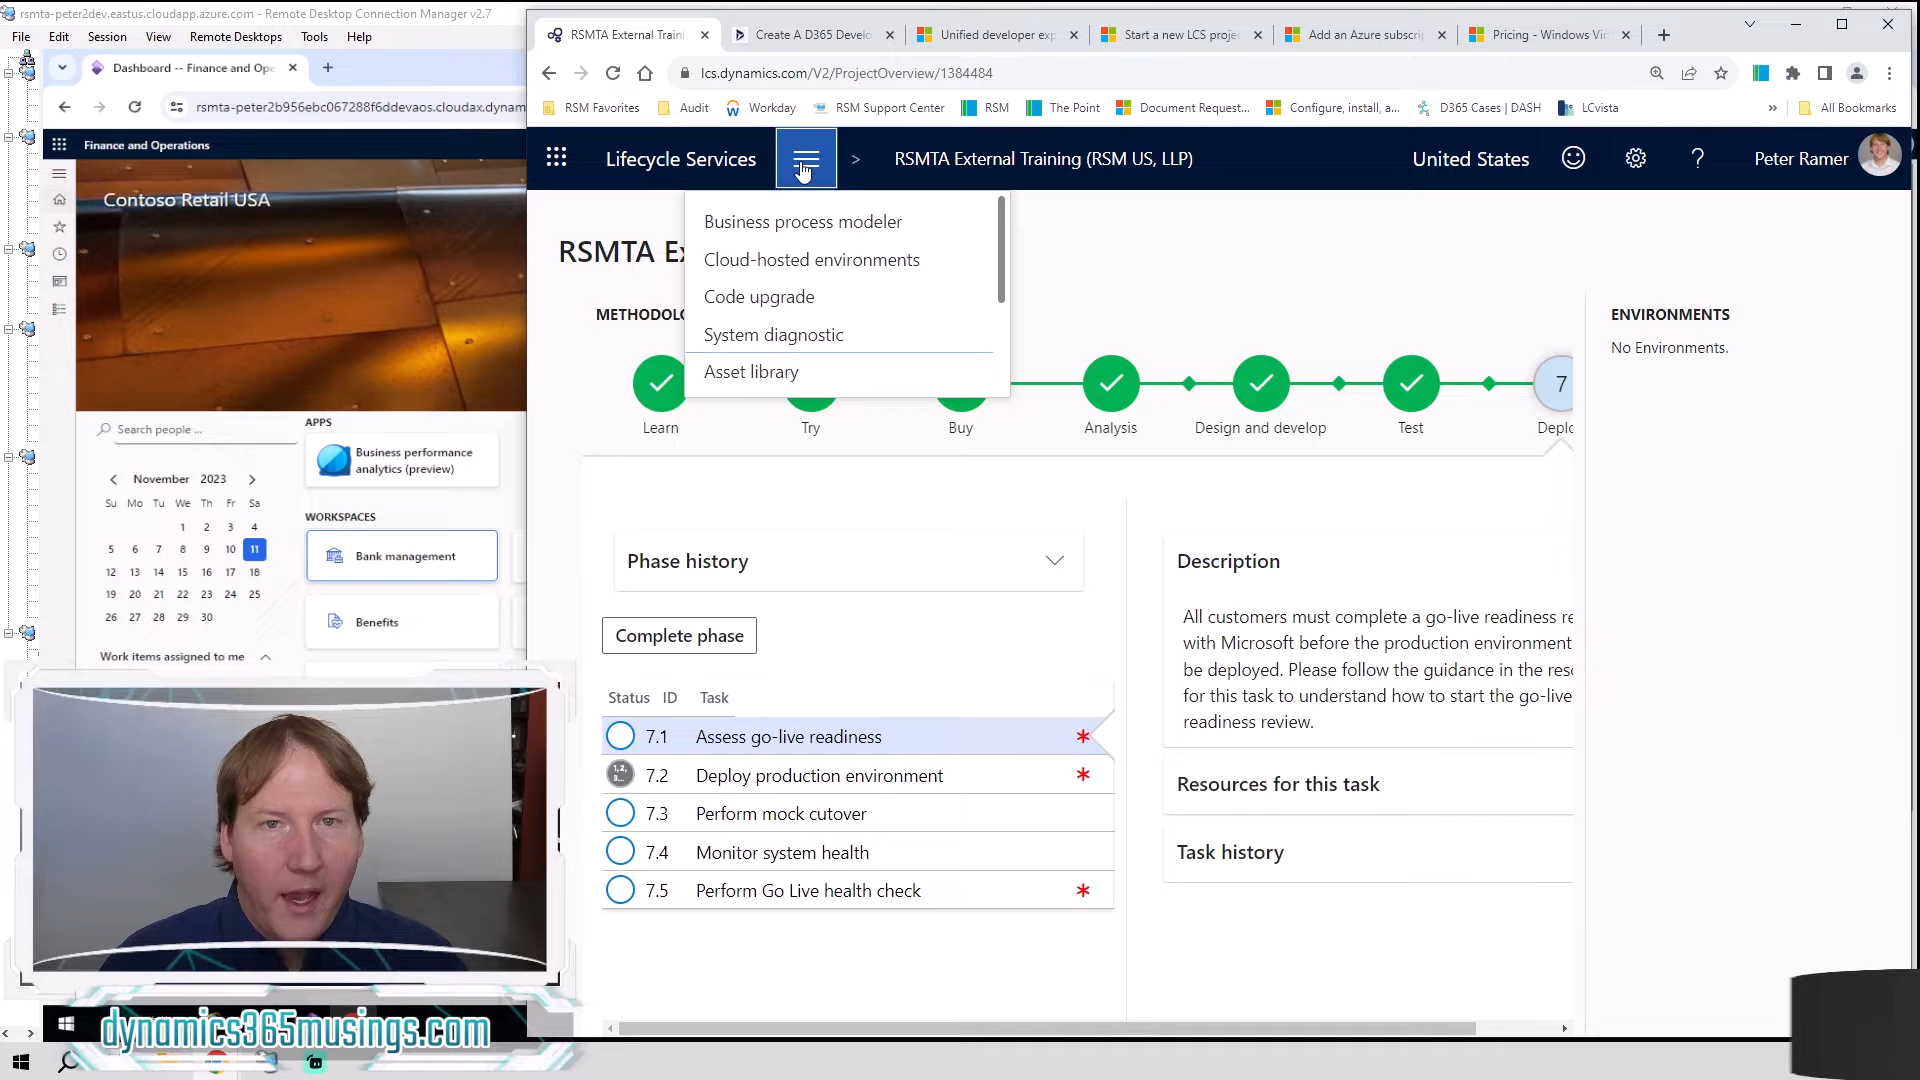 rsmta-peter2dev.eastus.cloudapp.azure.com - Remote Desktop Connection Manager v2.7
File Edit Session View Remote Desktops Tools Help
Dashboard -- Finance and Ope
rsmta-peter2b956ebc067288f6ddevaos.cloudax.dynam
Finance and Operations
Contoso Retail USA
Search people ...
November 2023
Su Mo Tu We Th Fr Sa
1 2 3 4
5 6 7 8 9 10 11
12 13 14 15 16 17 18
19 20 21 22 23 24 25
26 27 28 29 30
Work items assigned to me
APPS
Business performance
analytics (preview)
WORKSPACES
Bank management
Benefits
dynamics365musings.com
RSMTA External Traini
Create A D365 Develo
Unified developer exp
Start a new LCS projec
Add an Azure subscrip
Pricing - Windows Vir
lcs.dynamics.com/V2/ProjectOverview/1384484
RSM Favorites Audit Workday RSM Support Center RSM The Point Document Request... Configure, install, a... D365 Cases | DASH LCvista » All Bookmarks
Lifecycle Services > RSMTA External Training (RSM US, LLP) United States ? Peter Ramer
Business process modeler
Cloud-hosted environments
Code upgrade
System diagnostic
Asset library
RSMTA Ex
METHODOLO
7
Learn Try Buy Analysis Design and develop Test Deplo
ENVIRONMENTS
No Environments.
Phase history
Complete phase
Status ID Task
7.1 Assess go-live readiness *
1,2,
3...
7.2 Deploy production environment *
7.3 Perform mock cutover
7.4 Monitor system health
7.5 Perform Go Live health check *
Description
All customers must complete a go-live readiness re
with Microsoft before the production environment
be deployed. Please follow the guidance in the reso
for this task to understand how to start the go-live
readiness review.
Resources for this task
Task history